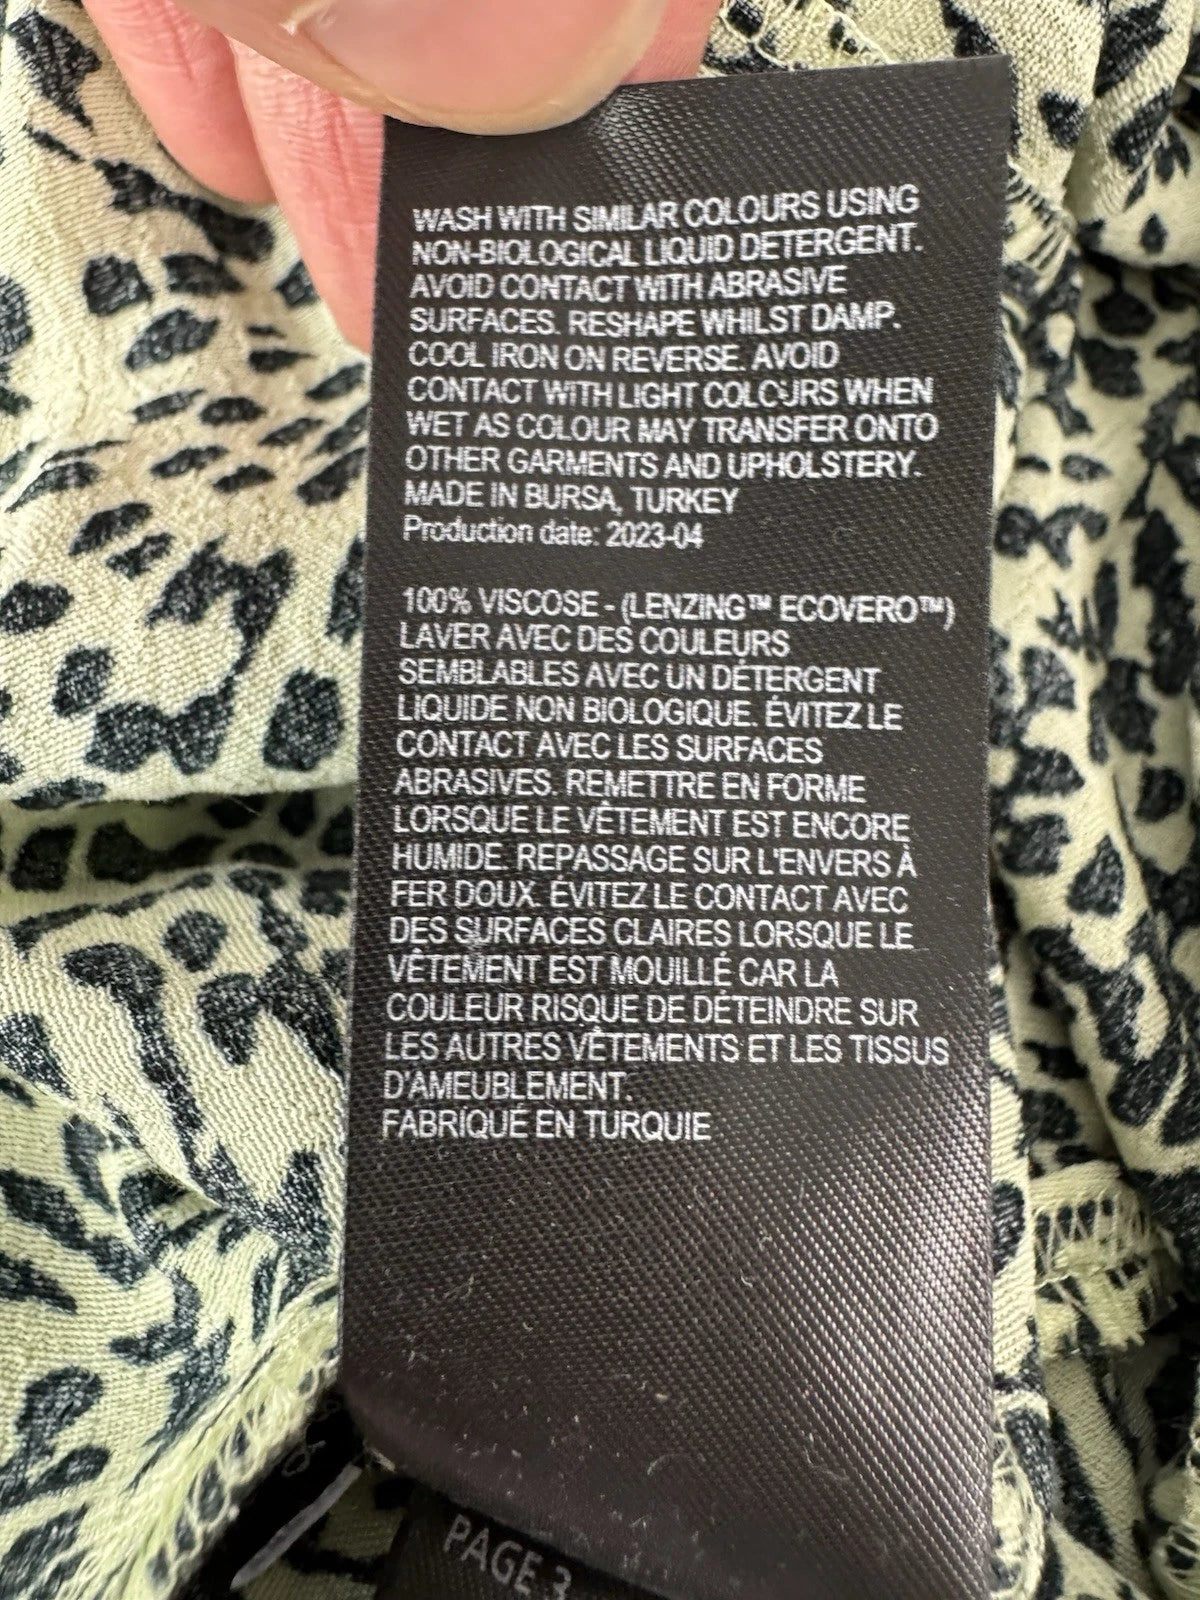 WASH WITH SIMILAR COLOURS USING
NON-BIOLOGICAL LIQUID DETERGENT.
AVOID CONTACT WITH ABRASIVE
SURFACES. RESHAPE WHILST DAMP.
COOL IRON ON REVERSE. AVOID
CONTACT WITH LIGHT COLOURS WHEN
WET AS COLOUR MAY TRANSFER ONTO
OTHER GARMENTS AND UPHOLSTERY.
MADE IN BURSA, TURKEY
Production date: 2023-04
100% VISCOSE - (LENZING™ ECOVERO™)
LAVER AVEC DES COULEURS
SEMBLABLES AVEC UN DÉTERGENT
LIQUIDE NON BIOLOGIQUE. ÉVITEZ LE
CONTACT AVEC LES SURFACES
ABRASIVES. REMETTRE EN FORME
LORSQUE LE VÊTEMENT EST ENCORE
HUMIDE. REPASSAGE SUR L'ENVERS À
FER DOUX. ÉVITEZ LE CONTACT AVEC
DES SURFACES CLAIRES LORSQUE LE
VÊTEMENT EST MOUILLÉ CAR LA
COULEUR RISQUE DE DÉTEINDRE SUR
LES AUTRES VÊTEMENTS ET LES TISSUS
D'AMEUBLEMENT.
FABRIQUÉ EN TURQUIE
PAGE 3